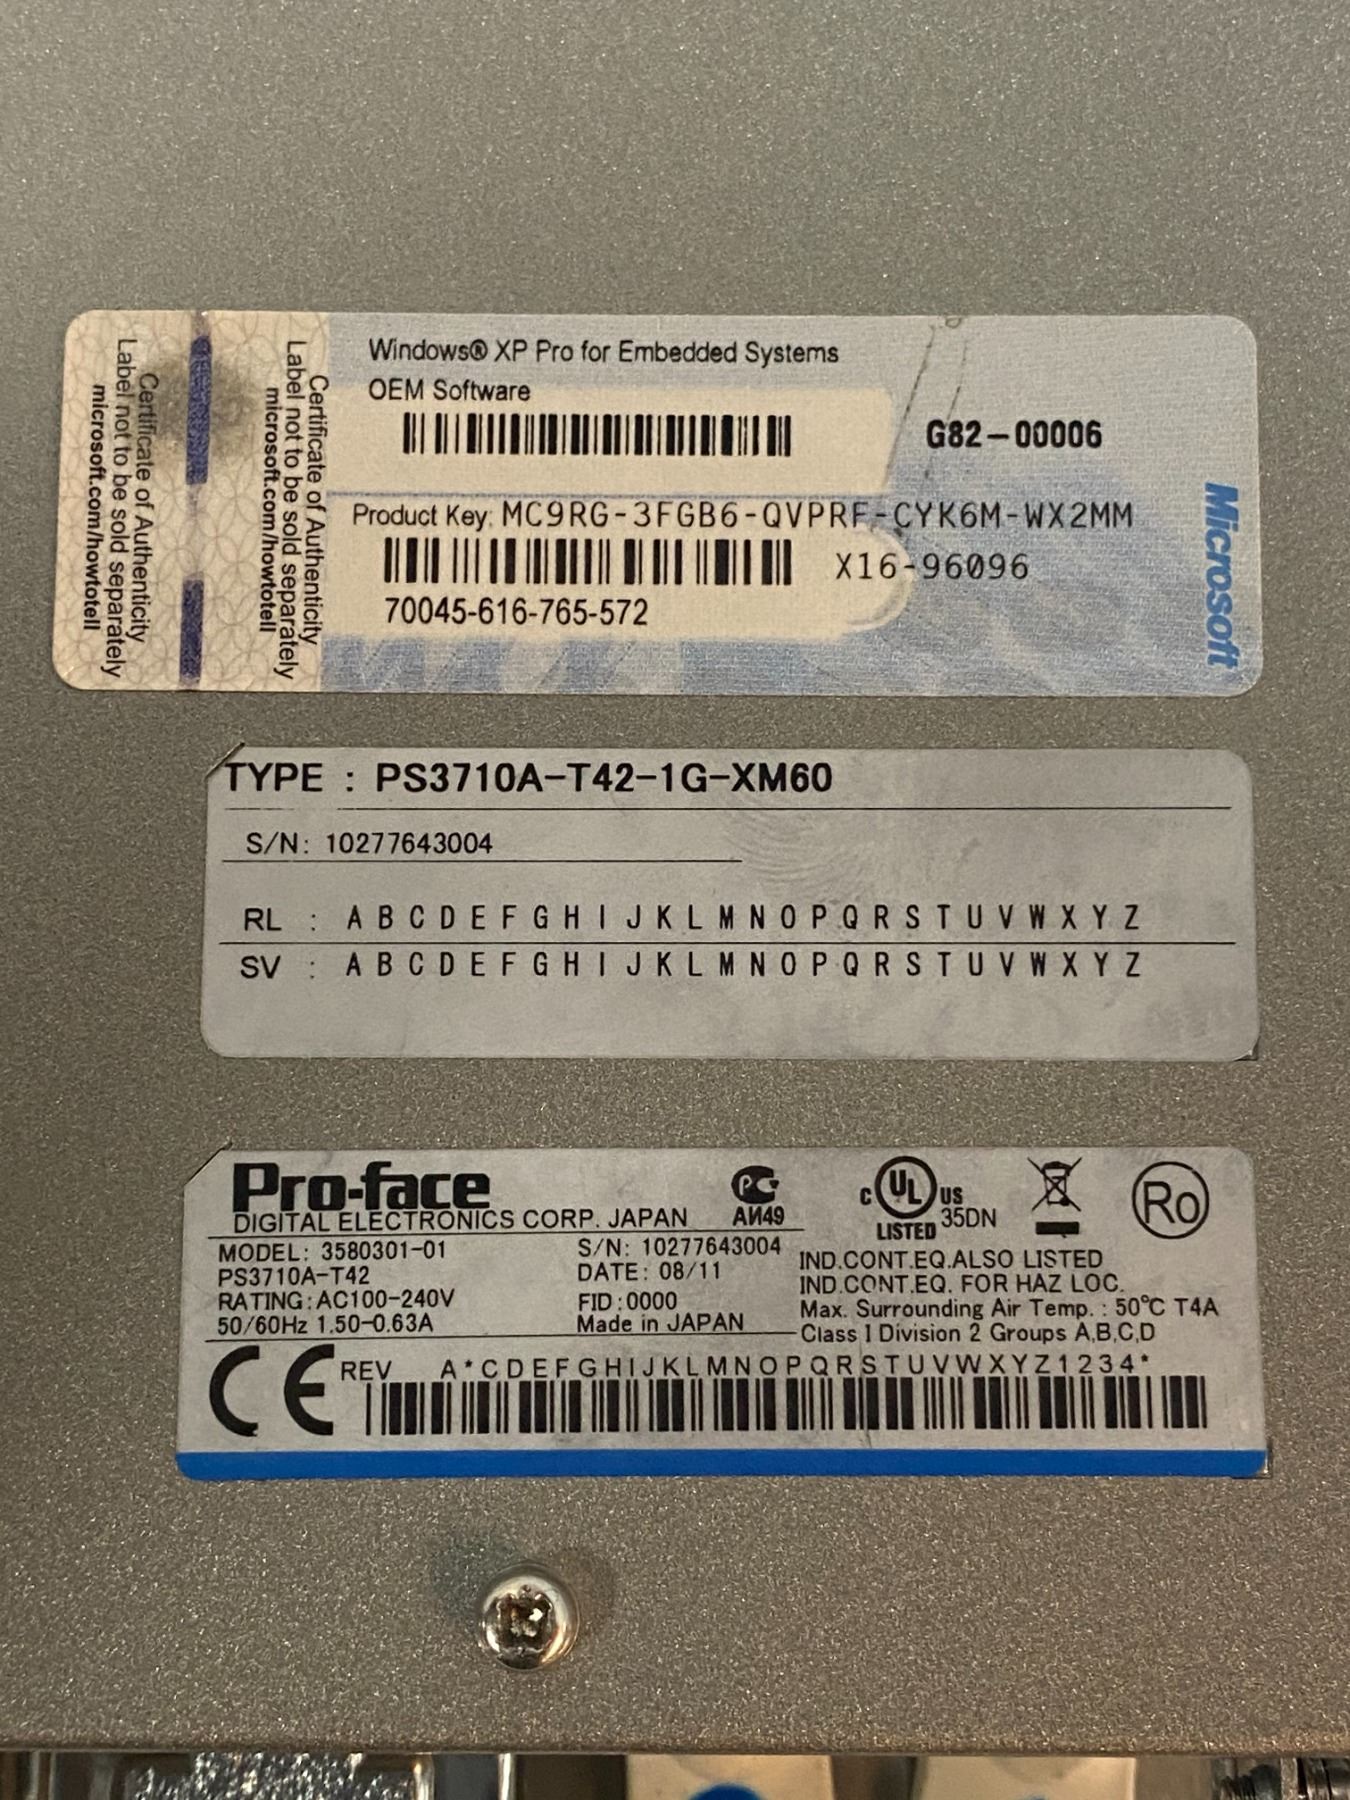 Certificate of Authenticity
Label not to be sold separately
microsoft.com/howtotell
Certificate of Authenticity
Label not to be sold separately
microsoft.com/howtotell
Windows® XP Pro for Embedded Systems
OEM Software
G82-00006
Product Key: MC9RG-3FGB6-QVPRF-CYK6M-WX2MM
X16-96096
70045-616-765-572
Microsoft
TYPE : PS3710A-T42-1G-XM60
S/N: 10277643004
RL : A B C D E F G H I J K L M N O P Q R S T U V W X Y Z
SV : A B C D E F G H I J K L M N O P Q R S T U V W X Y Z
Pro-face
DIGITAL ELECTRONICS CORP. JAPAN
PC
АИ49
C UL US
LISTED 35DN
Ro
MODEL: 3580301-01
PS3710A-T42
RATING:AC100-240V
50/60Hz 1.50-0.63A
S/N: 10277643004
DATE: 08/11
FID:0000
Made in JAPAN
IND.CONT.EQ.ALSO LISTED
IND.CONT.EQ. FOR HAZ LOC.
Max. Surrounding Air Temp. : 50℃ T4A
Class I Division 2 Groups A,B,C,D
CE
REV A*CDEFGHIJKLMNOPQRSTUVWXYZ1234*